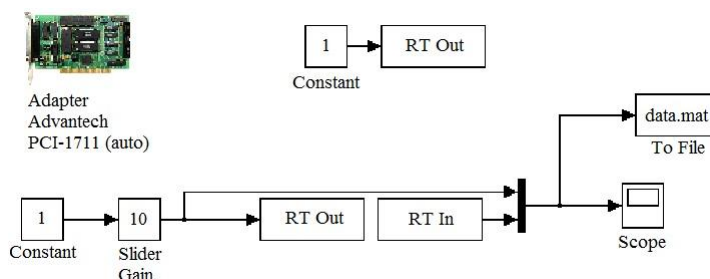 1
RT Out
Constant
Adapter
Advantech
PCI-1711 (auto)
data.mat
To File
1
10
RT Out
RT In
Constant
Slider
Gain
Scope